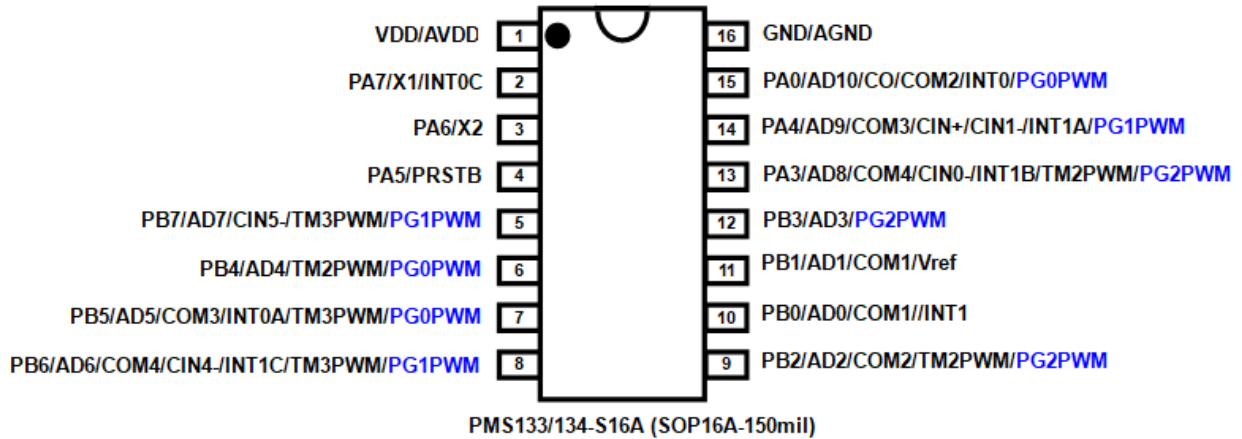 VDD/AVDD 1 16 GND/AGND
PA7/X1/INT0C 2 15 PA0/AD10/CO/COM2/INT0/PG0PWM
PA6/X2 3 14 PA4/AD9/COM3/CIN+/CIN1-/INT1A/PG1PWM
PA5/PRSTB 4 13 PA3/AD8/COM4/CIN0-/INT1B/TM2PWM/PG2PWM
PB7/AD7/CIN5-/TM3PWM/PG1PWM 5 12 PB3/AD3/PG2PWM
PB4/AD4/TM2PWM/PG0PWM 6 11 PB1/AD1/COM1/Vref
PB5/AD5/COM3/INT0A/TM3PWM/PG0PWM 7 10 PB0/AD0/COM1//INT1
PB6/AD6/COM4/CIN4-/INT1C/TM3PWM/PG1PWM 8 9 PB2/AD2/COM2/TM2PWM/PG2PWM
PMS133/134-S16A (SOP16A-150mil)